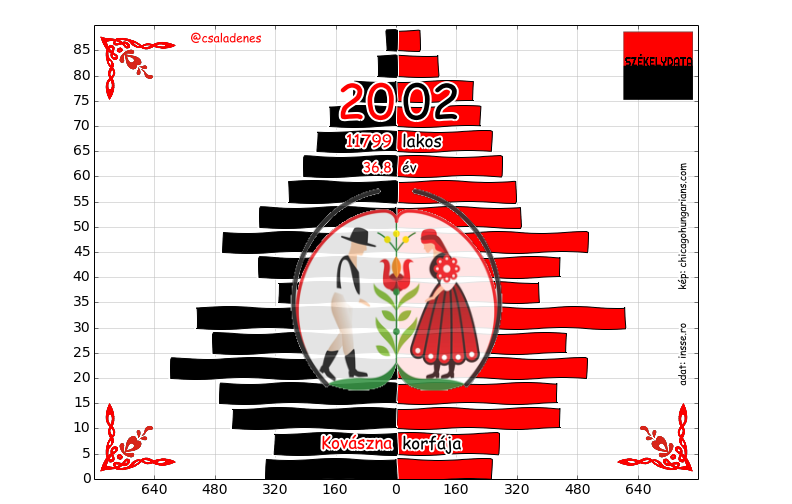 @csaladenes
SZÉKELYDATA
2002
11799 lakos
36.8 év
Kovászna korfája
kép: chicagohungarians.com
adat: insse.ro
85
80
75
70
65
60
55
50
45
40
35
30
25
20
15
10
5
0
640 480 320 160 0 160 320 480 640